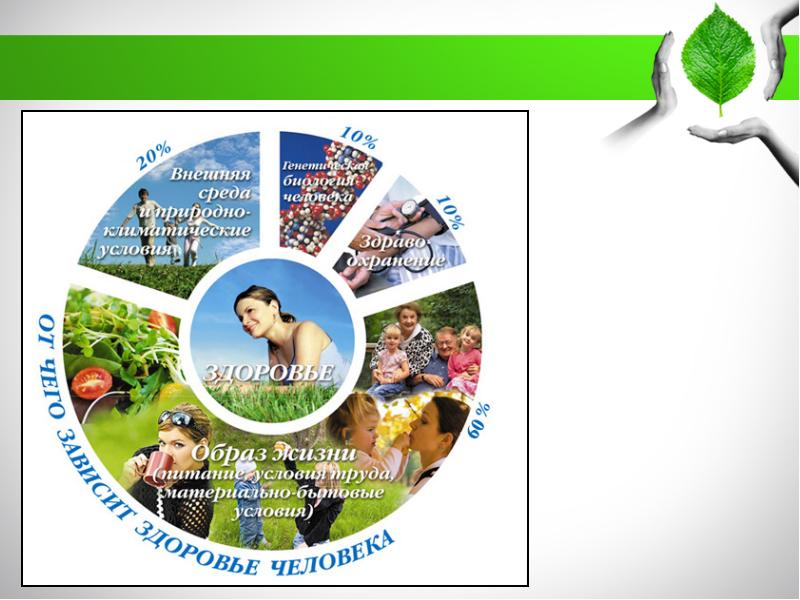 20%
Внешняя
среда
и природно-
климатические
условия
10%
Генетическая
биология
человека
10%
Здраво-
охранение
ЗДОРОВЬЕ
60 %
Образ жизни
(питание, условия труда,
материально-бытовые
условия)
ОТ ЧЕГО ЗАВИСИТ ЗДОРОВЬЕ ЧЕЛОВЕКА